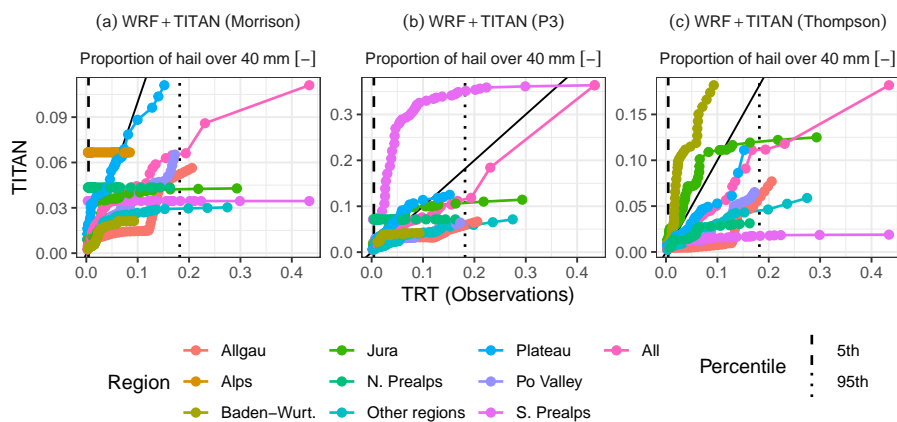 (a) WRF+TITAN (Morrison)
(b) WRF+TITAN (P3)
(c) WRF+TITAN (Thompson)
Proportion of hail over 40 mm [−]
Proportion of hail over 40 mm [−]
Proportion of hail over 40 mm [−]
TITAN
0.09
0.06
0.03
0.00
0.3
0.2
0.1
0.0
0.15
0.10
0.05
0.00
0.0 0.1 0.2 0.3 0.4
0.0 0.1 0.2 0.3 0.4
0.0 0.1 0.2 0.3 0.4
TRT (Observations)
Region
Allgau
Alps
Baden−Wurt.
Jura
N. Prealps
Other regions
Plateau
Po Valley
S. Prealps
All
Percentile
5th
95th